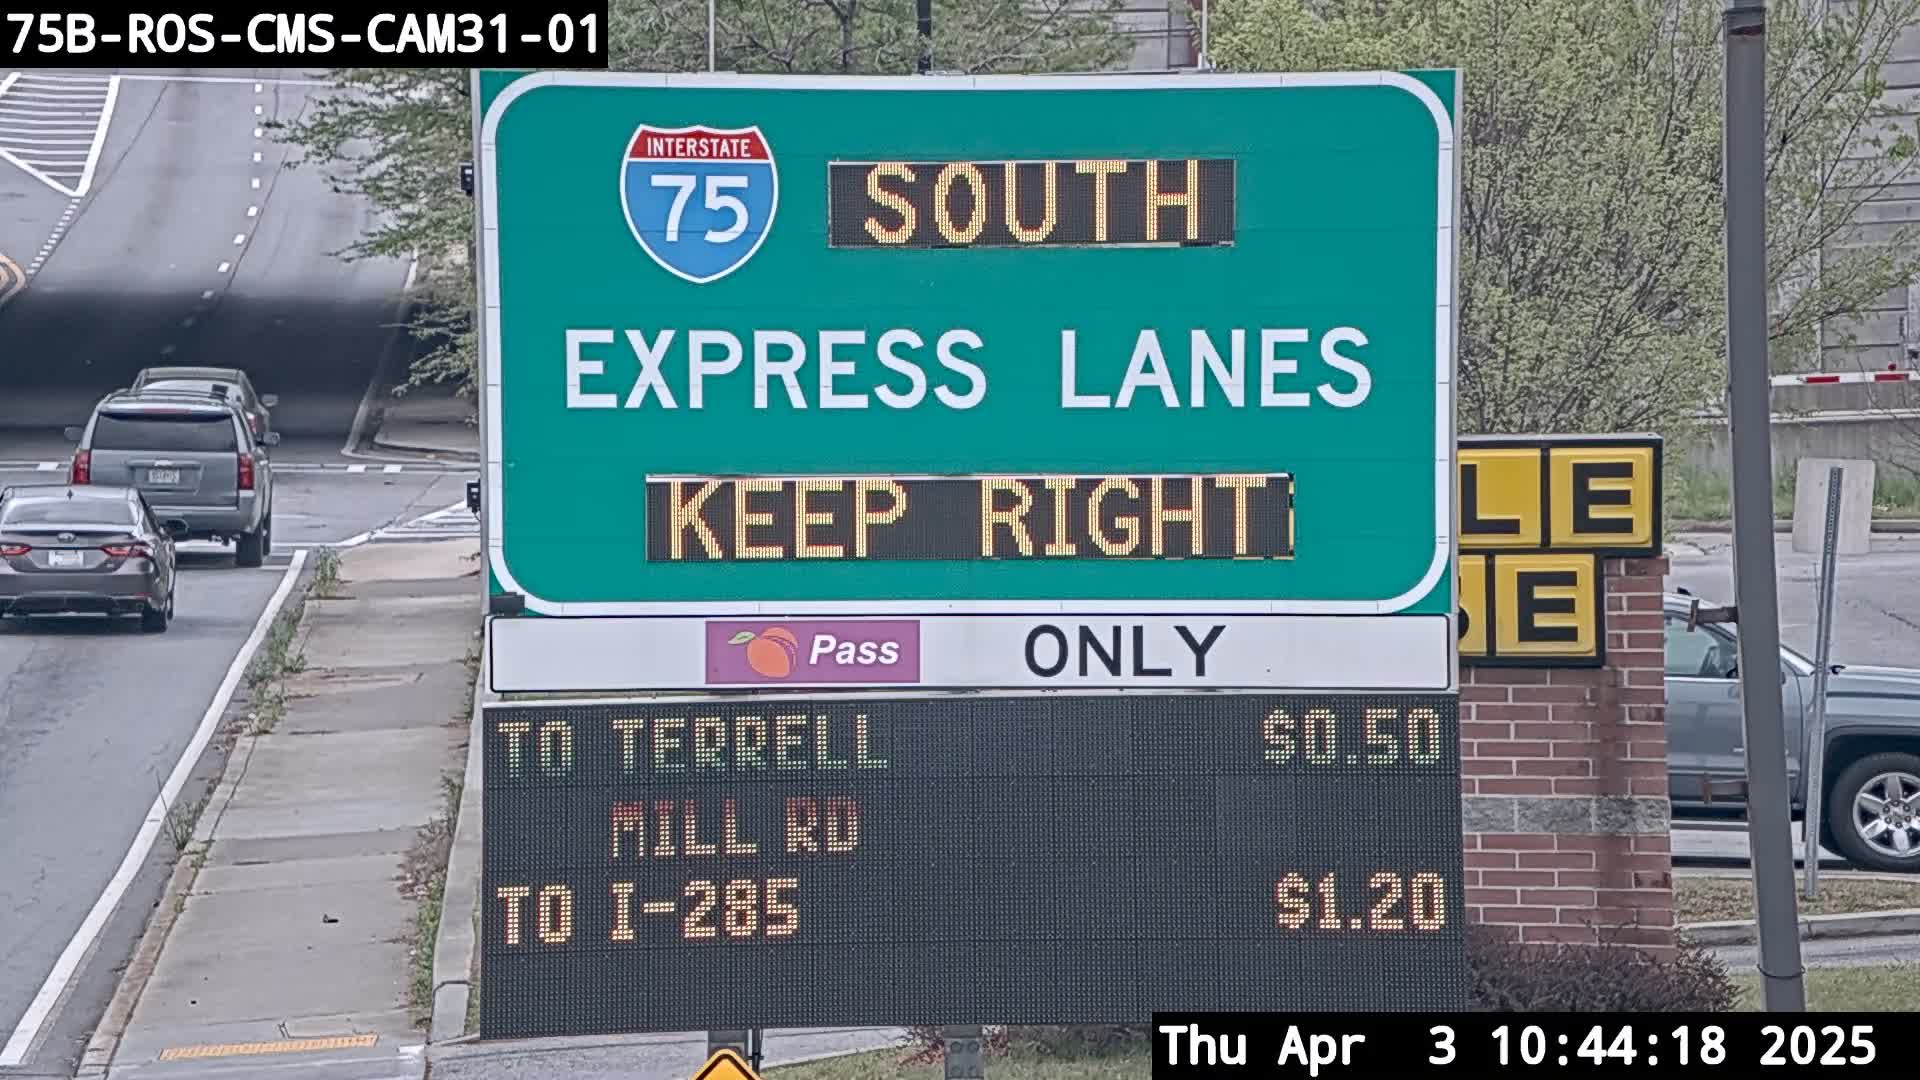 75B-ROS-CMS-CAM31-01
INTERSTATE
75
SOUTH
EXPRESS LANES
KEEP RIGHT
LE
E
Pass ONLY
TO TERRELL $0.50
MILL RD
TO I-285 $1.20
Thu Apr 3 10:44:18 2025